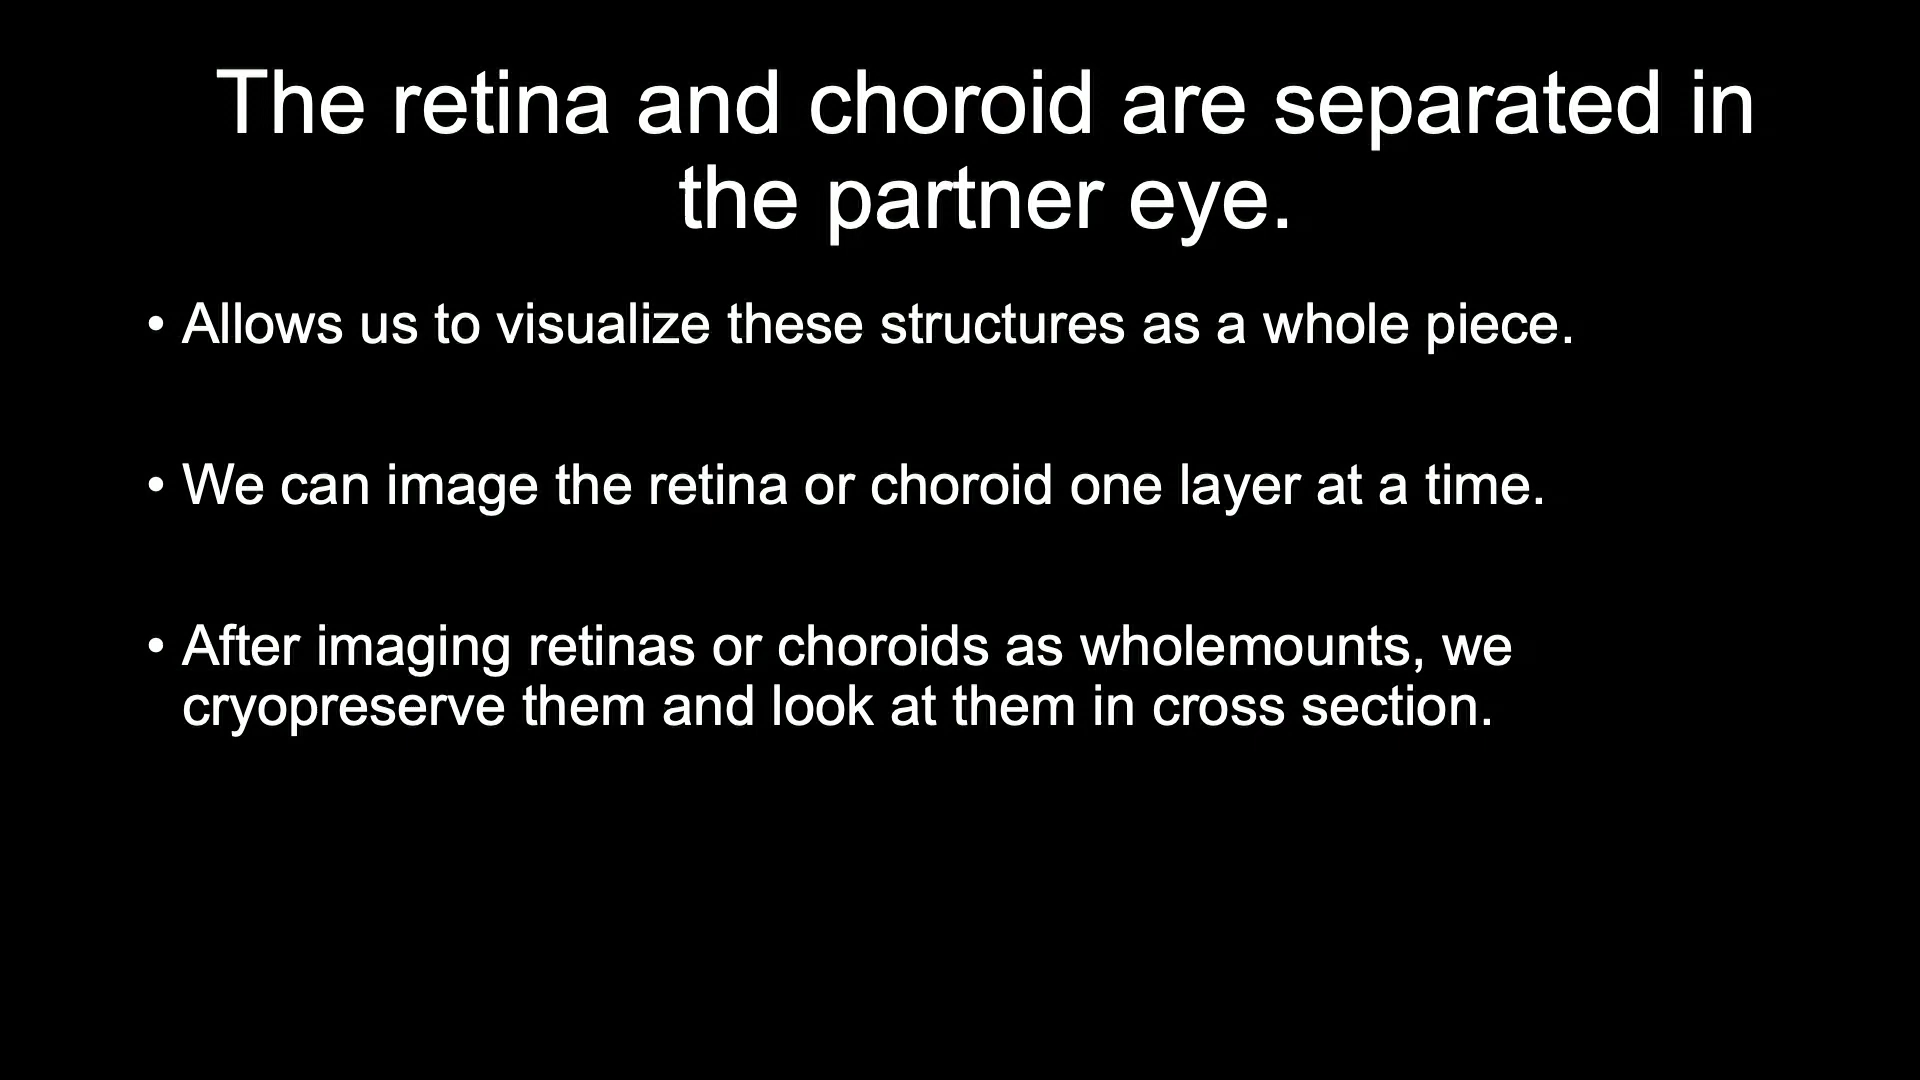 The retina and choroid are separated in
the partner eye.
• Allows us to visualize these structures as a whole piece.
• We can image the retina or choroid one layer at a time.
• After imaging retinas or choroids as wholemounts, we
cryopreserve them and look at them in cross section.